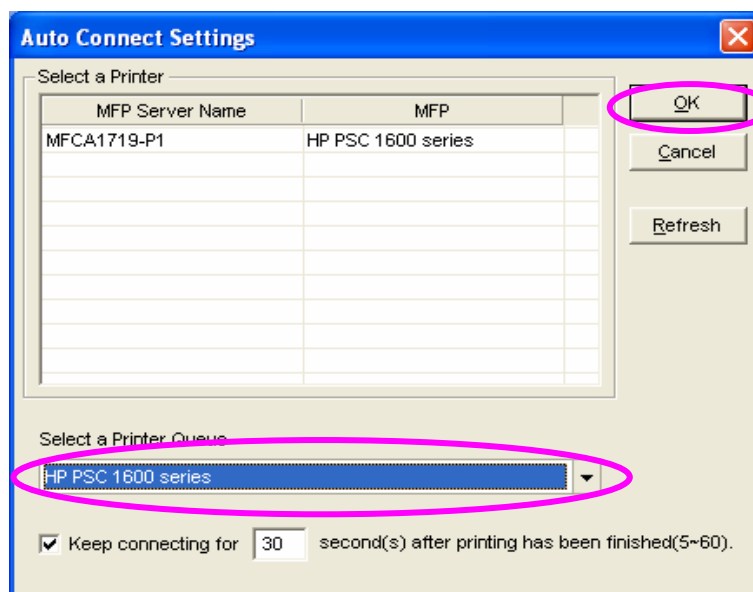 Auto Connect Settings
Select a Printer
MFP Server Name MFP
MFCA1719-P1 HP PSC 1600 series
OK
Cancel
Refresh
Select a Printer Queue
HP PSC 1600 series
Keep connecting for 30 second(s) after printing has been finished(5~60).